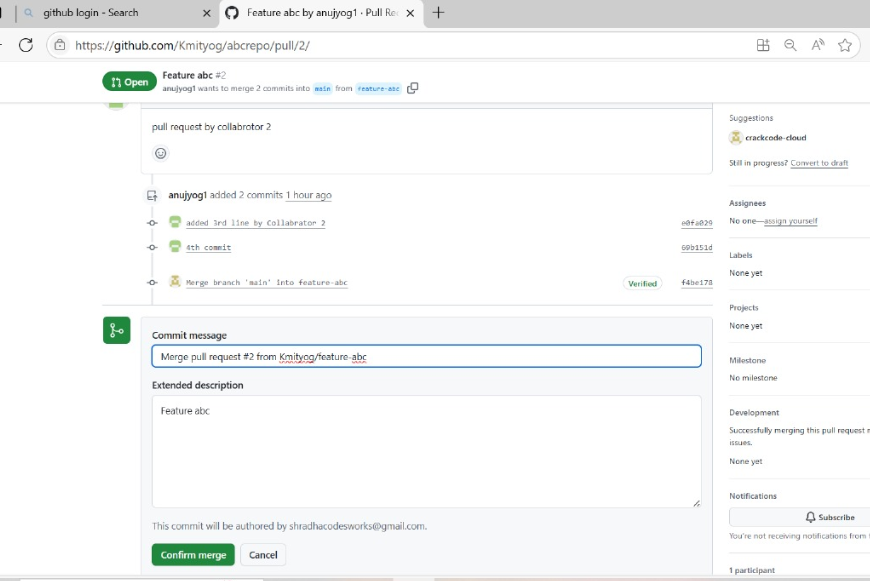 github login - Search
Feature abc by anujyog1 · Pull Re
https://github.com/Kmityog/abcrepo/pull/2/
Open
Feature abc #2
anujyog1 wants to merge 2 commits into main from feature-abc
pull request by collabrotor 2
anujyog1 added 2 commits 1 hour ago
added 3rd line by Collabrator 2 e0fa029
4th commit 69b151d
Merge branch 'main' into feature-abc Verified f4be178
Commit message
Merge pull request #2 from Kmityog/feature-abc
Extended description
Feature abc
This commit will be authored by shradhacodesworks@gmail.com.
Confirm merge
Cancel
Suggestions
crackcode-cloud
Still in progress? Convert to draft
Assignees
No one—assign yourself
Labels
None yet
Projects
None yet
Milestone
No milestone
Development
Successfully merging this pull request m
issues.
None yet
Notifications
Subscribe
You're not receiving notifications from t
1 participant